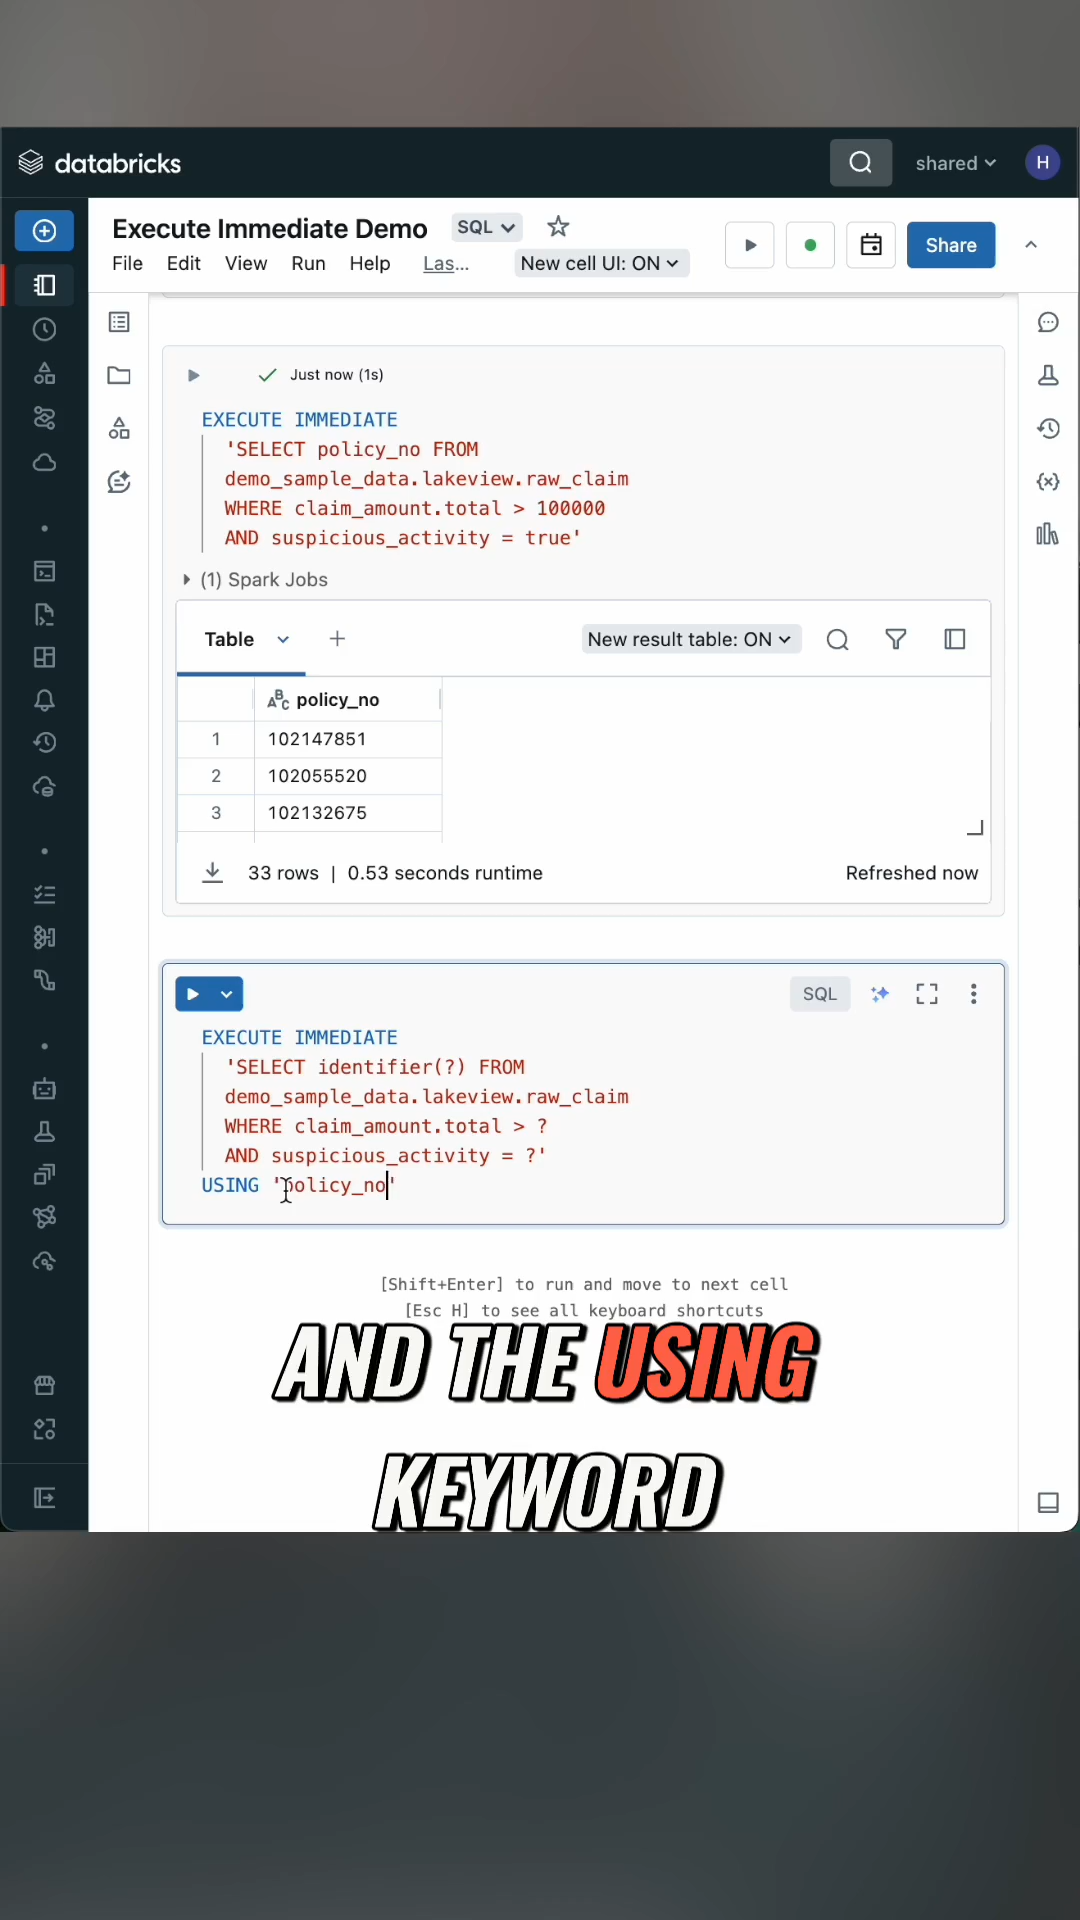 databricks
shared
H
Execute Immediate Demo SQL
Share
File Edit View Run Help Las... New cell UI: ON
Just now (1s)
EXECUTE IMMEDIATE
'SELECT policy_no FROM
demo_sample_data.lakeview.raw_claim
WHERE claim_amount.total > 100000
AND suspicious_activity = true'
(1) Spark Jobs
Table + New result table: ON
ABC policy_no
1 102147851
2 102055520
3 102132675
33 rows | 0.53 seconds runtime Refreshed now
SQL
EXECUTE IMMEDIATE
'SELECT identifier(?) FROM
demo_sample_data.lakeview.raw_claim
WHERE claim_amount.total > ?
AND suspicious_activity = ?'
USING 'policy_no'
[Shift+Enter] to run and move to next cell
[Esc H] to see all keyboard shortcuts
AND THE USING
KEYWORD